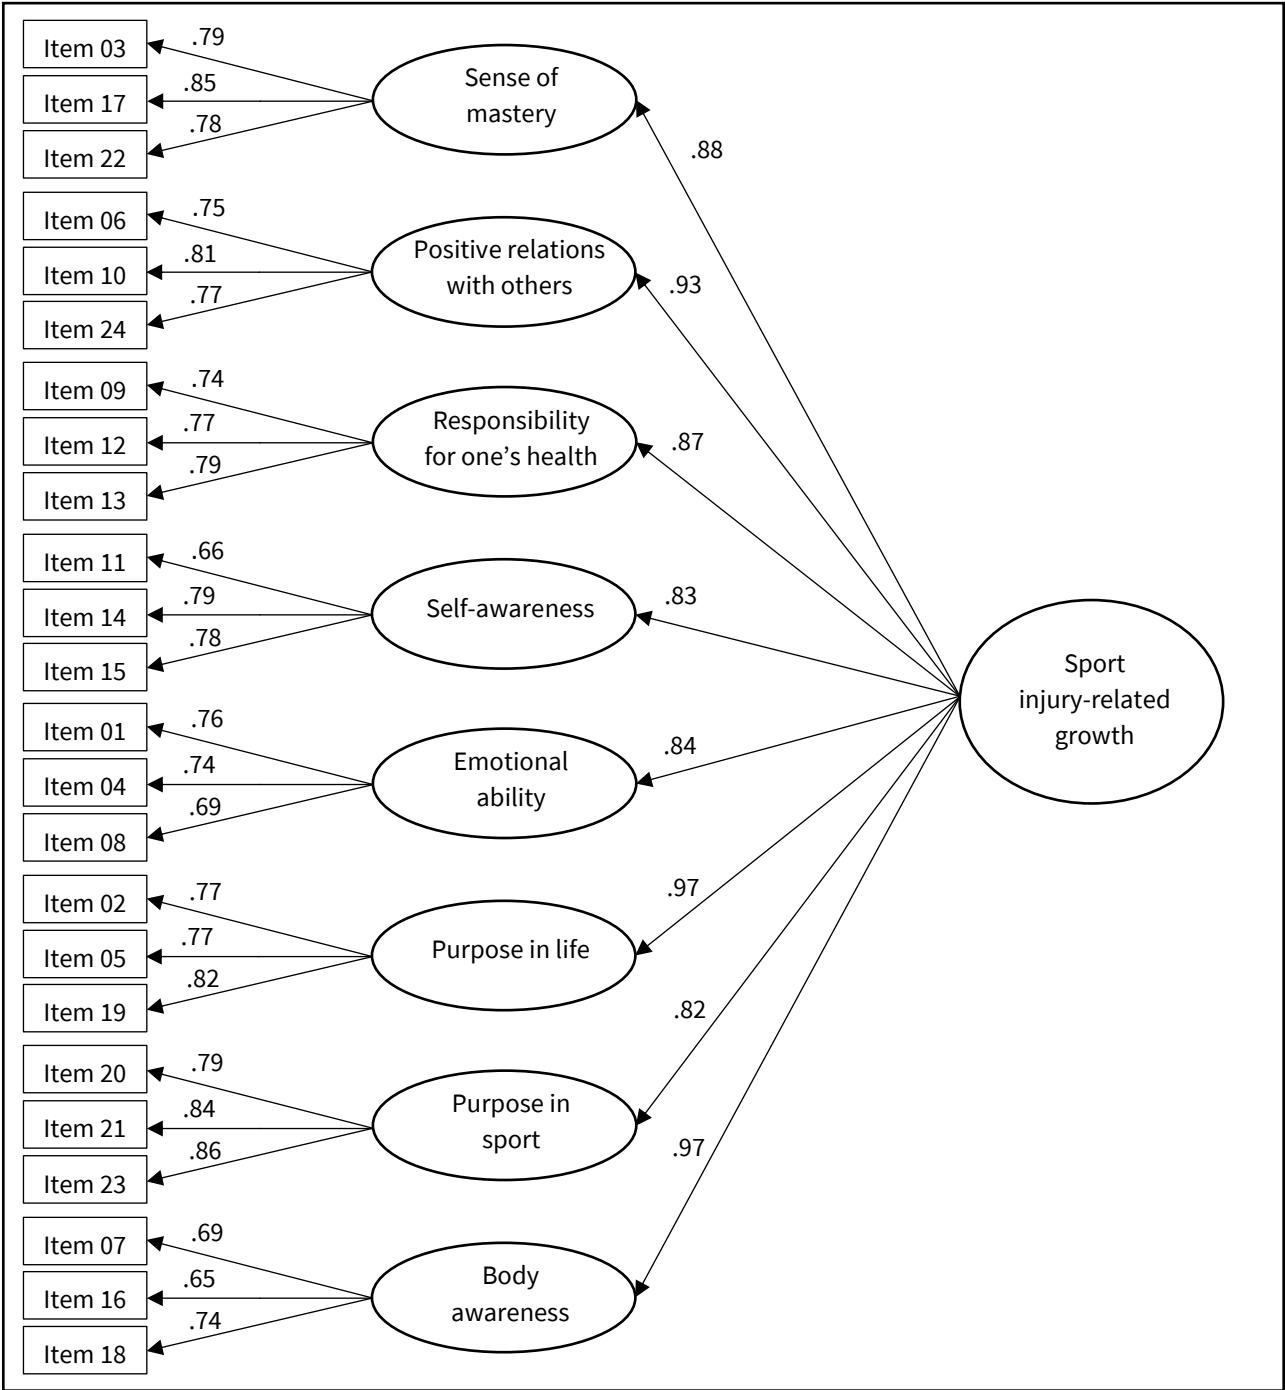 Item 03
.79
Item 17
.85
Item 22
.78
Sense of
mastery
.88
Item 06
.75
Item 10
.81
Item 24
.77
Positive relations
with others
.93
Item 09
.74
Item 12
.77
Item 13
.79
Responsibility
for one’s health
.87
Item 11
.66
Item 14
.79
Item 15
.78
Self-awareness
.83
Item 01
.76
Item 04
.74
Item 08
.69
Emotional
ability
.84
Item 02
.77
Item 05
.77
Item 19
.82
Purpose in life
.97
Item 20
.79
Item 21
.84
Item 23
.86
Purpose in
sport
.82
Item 07
.69
Item 16
.65
Item 18
.74
Body
awareness
.97
Sport
injury-related
growth